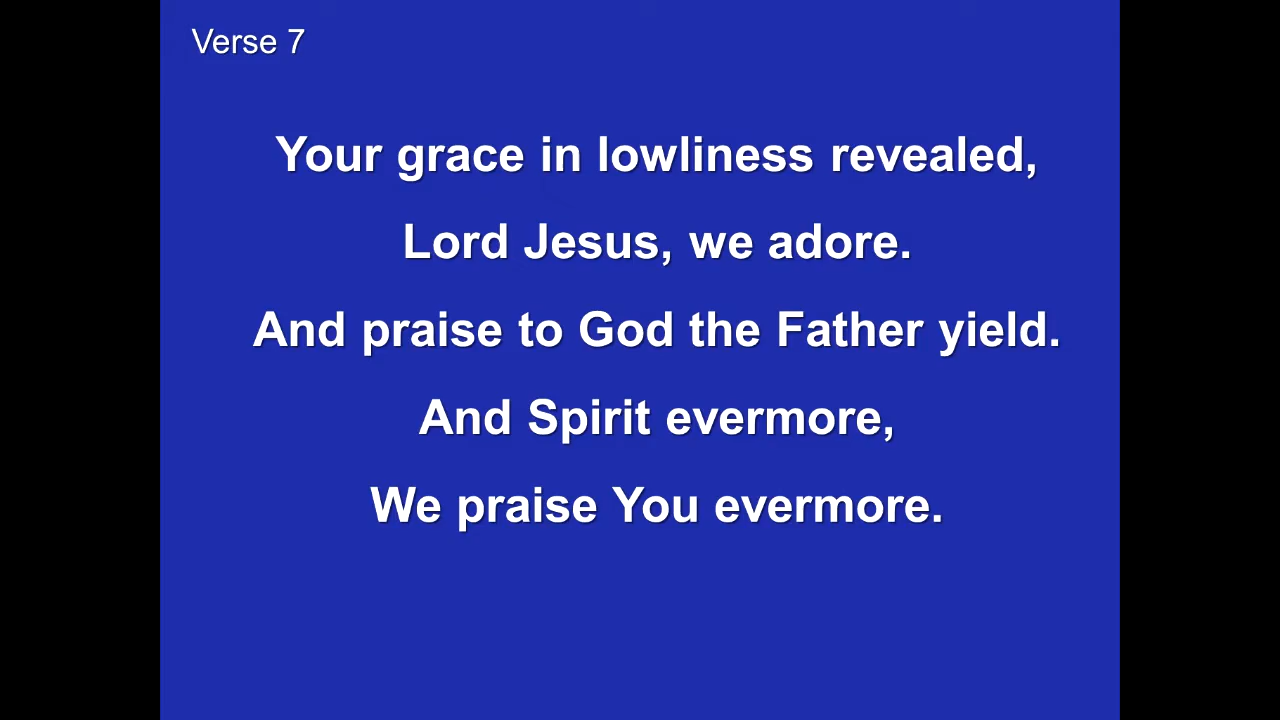 Verse 7
Your grace in lowliness revealed,
Lord Jesus, we adore.
And praise to God the Father yield.
And Spirit evermore,
We praise You evermore.